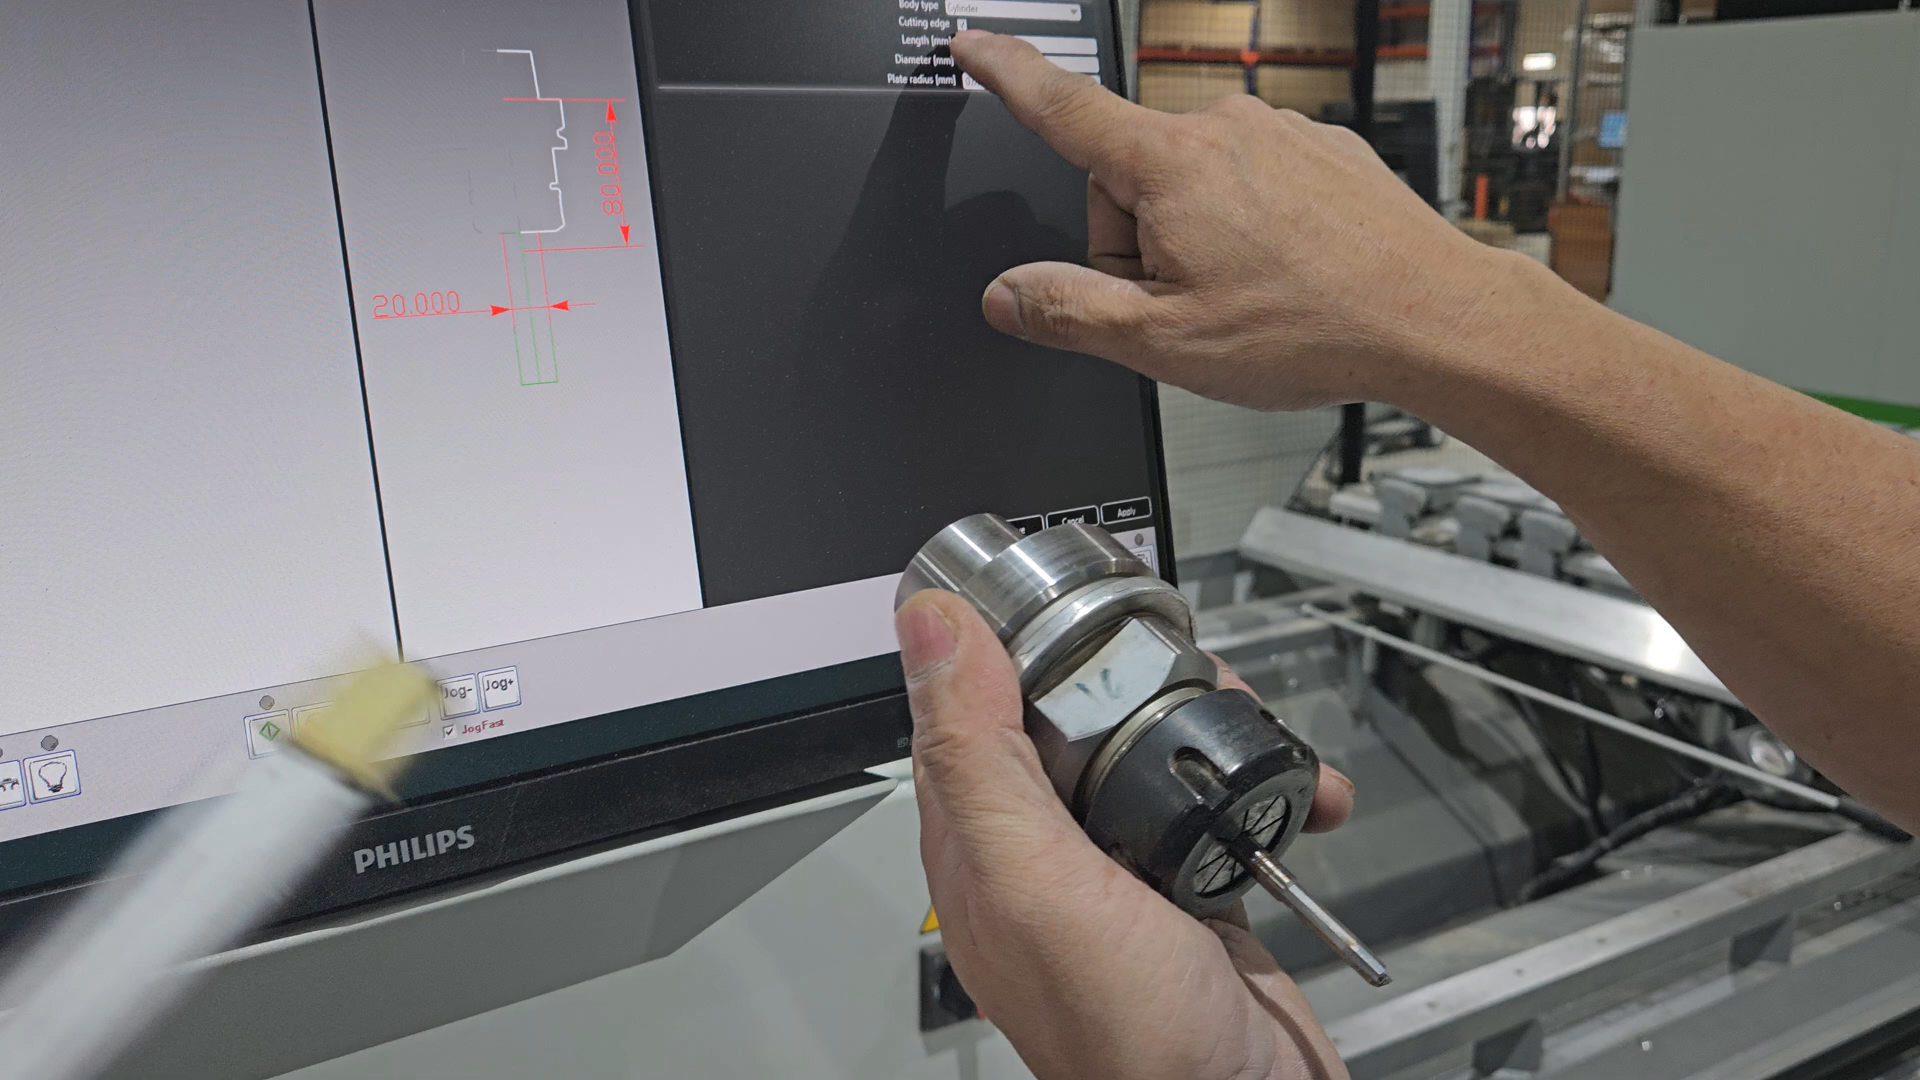 Body type Cylinder
Cutting edge
Length [mm]
Diameter [mm]
Plate radius [mm]
80.000
20.000
Cancel Apply
Jog- Jog+
JogFast
PHILIPS